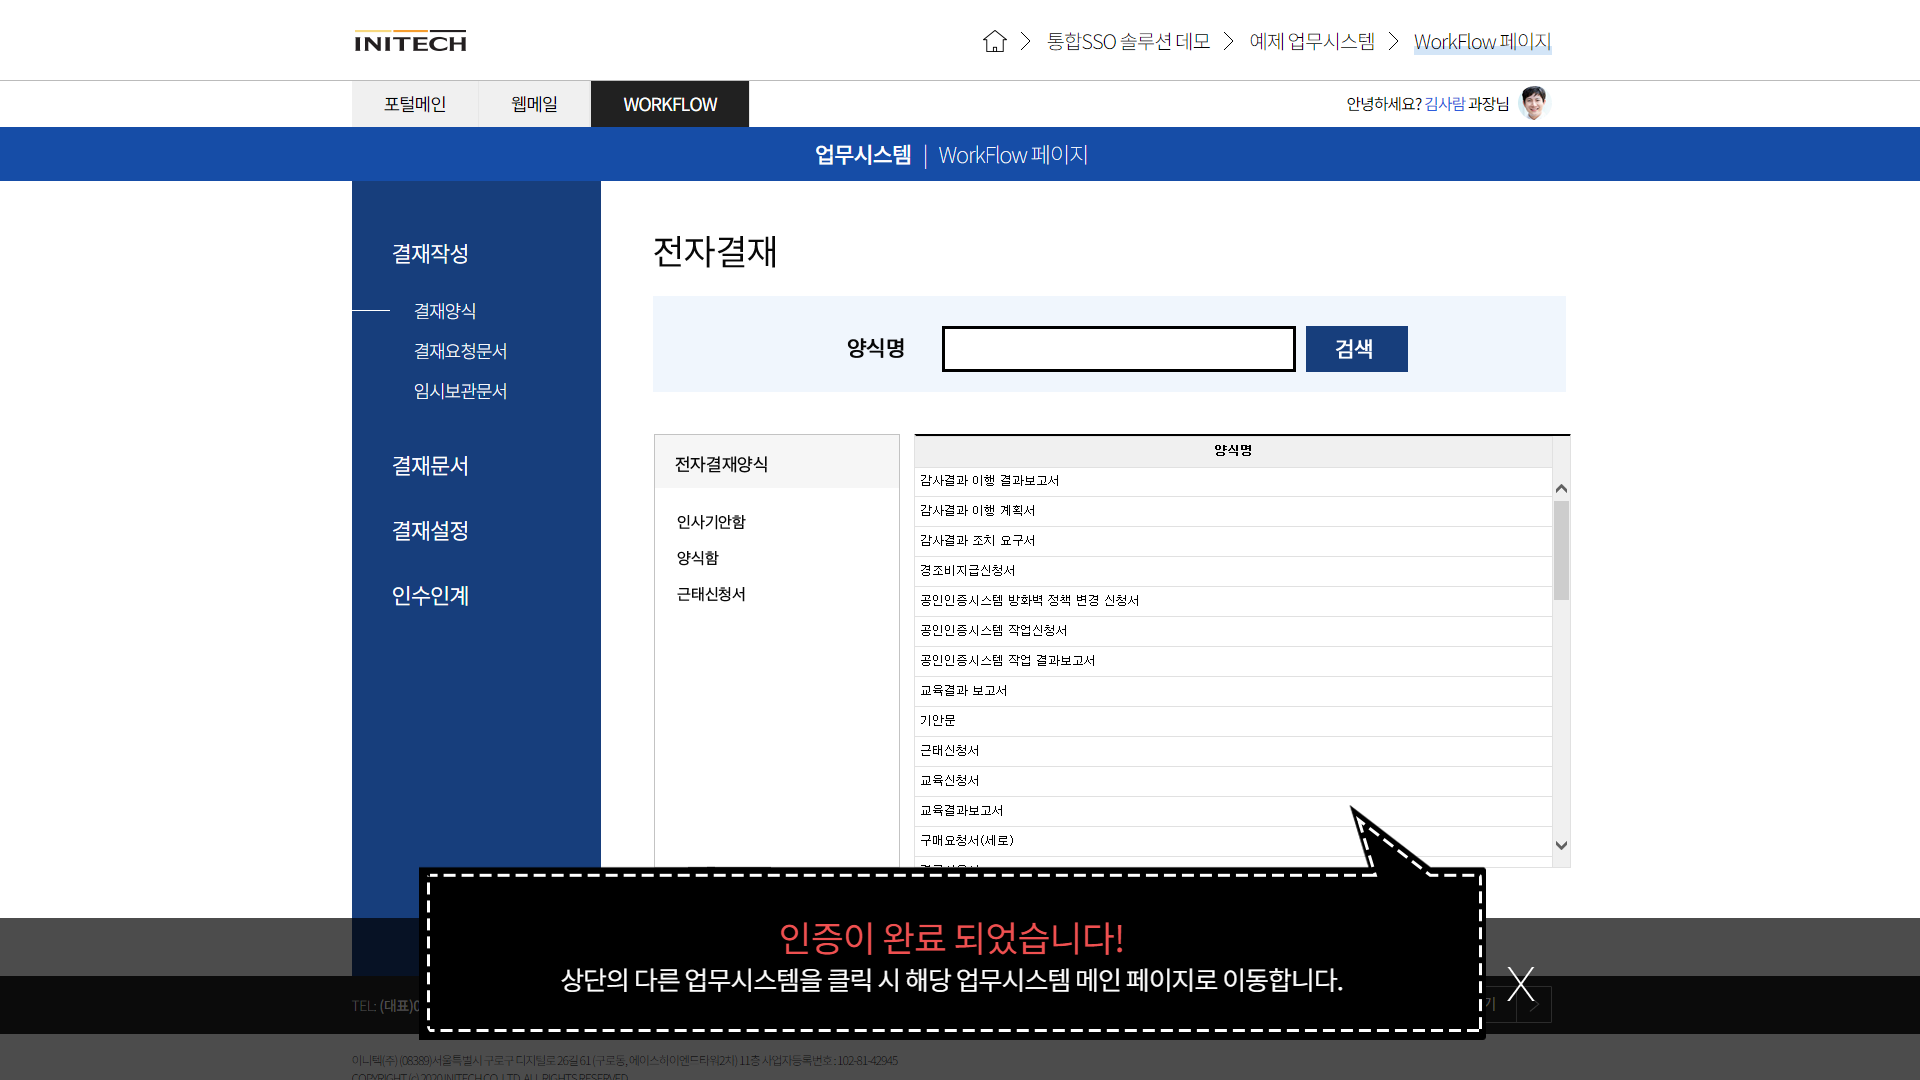 INITECH
통합SSO 솔루션 데모
예제 업무시스템
WorkFlow 페이지
포털메인
웹메일
WORKFLOW
안녕하세요? 김사람 과장님
업무시스템 | WorkFlow 페이지
결재작성
결재양식
결재요청문서
임시보관문서
결재문서
결재설정
인수인계
전자결재
양식명
검색
전자결재양식
인사기안함
양식함
근태신청서
양식명
감사결과 이행 결과보고서
감사결과 이행 계획서
감사결과 조치 요구서
경조비지급신청서
공인인증시스템 방화벽 정책 변경 신청서
공인인증시스템 작업신청서
공인인증시스템 작업 결과보고서
교육결과 보고서
기안문
근태신청서
교육신청서
교육결과보고서
구매요청서(세로)
인증이 완료 되었습니다!
상단의 다른 업무시스템을 클릭 시 해당 업무시스템 메인 페이지로 이동합니다.
X
TEL: (대표)0
기
이니텍(주) (08389)서울특별시 구로구 디지털로 26길 61 (구로동, 에이스하이엔드타워2차) 11층 사업자등록번호 : 102-81-42945
COPYRIGHT (c) 2020 INITECH CO., LTD. ALL RIGHTS RESERVED.